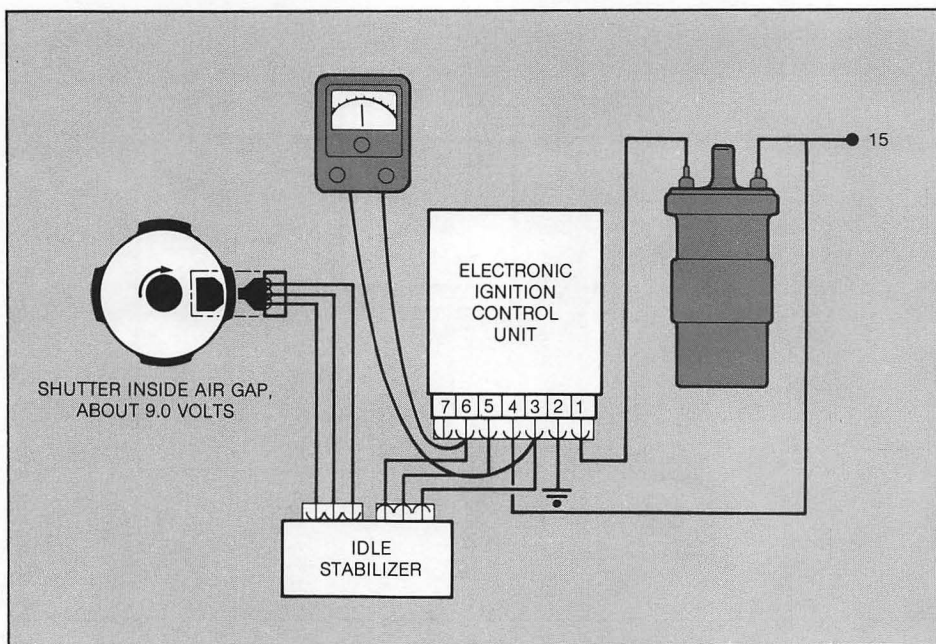 15
ELECTRONIC
IGNITION
CONTROL
UNIT
SHUTTER INSIDE AIR GAP,
ABOUT 9.0 VOLTS
7 6 5 4 3 2 1
IDLE
STABILIZER